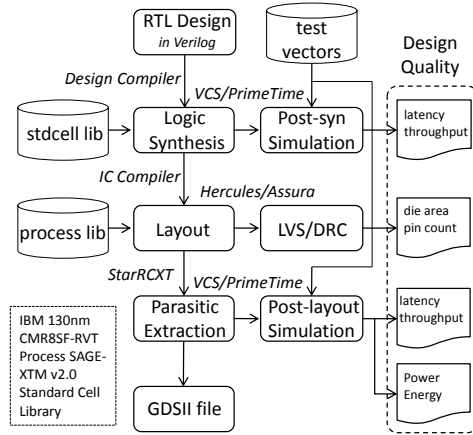 RTL Design
in Verilog
test
vectors
Design
Quality
Design Compiler
VCS/PrimeTime
stdcell lib
Logic
Synthesis
Post-syn
Simulation
latency
throughput
IC Compiler
Hercules/Assura
process lib
Layout
LVS/DRC
die area
pin count
StarRCXT
VCS/PrimeTime
Parasitic
Extraction
Post-layout
Simulation
latency
throughput
IBM 130nm
CMR8SF-RVT
Process SAGE-
XTM v2.0
Standard Cell
Library
GDSII file
Power
Energy